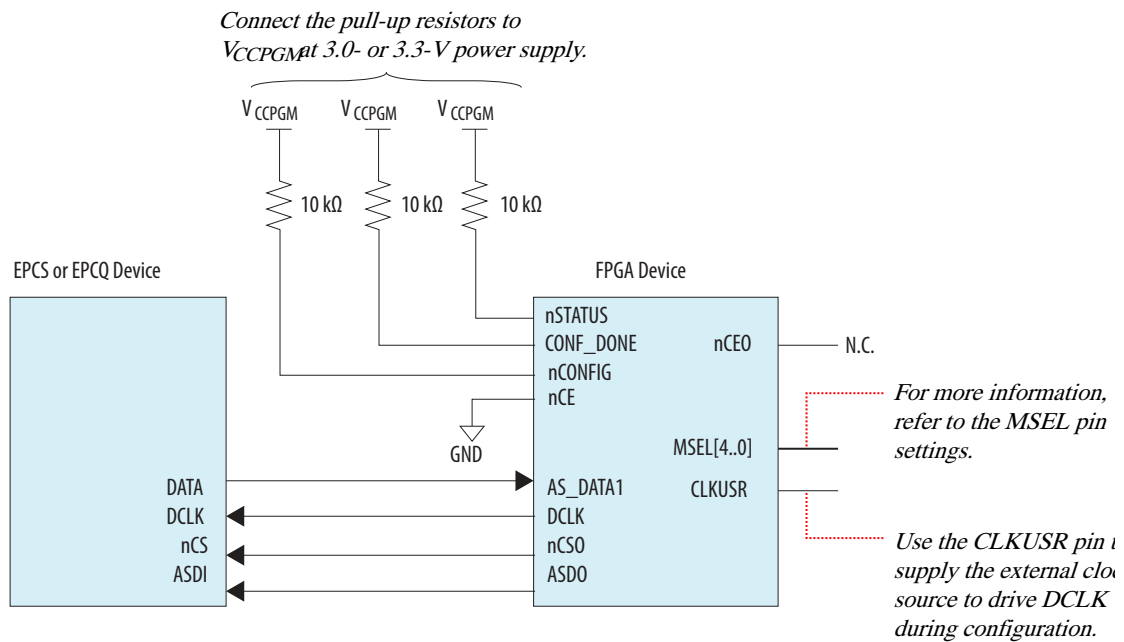 Connect the pull-up resistors to
VCCPGM at 3.0- or 3.3-V power supply.
V CCPGM V CCPGM V CCPGM
10 kΩ 10 kΩ 10 kΩ
EPCS or EPCQ Device
FPGA Device
nSTATUS
CONF_DONE
nCONFIG
nCE
GND
nCEO
N.C.
For more information,
refer to the MSEL pin
settings.
MSEL[4..0]
CLKUSR
DATA
DCLK
nCS
ASDI
AS_DATA1
DCLK
nCSO
ASDO
Use the CLKUSR pin
supply the external
source to drive DCLK
during configuration.